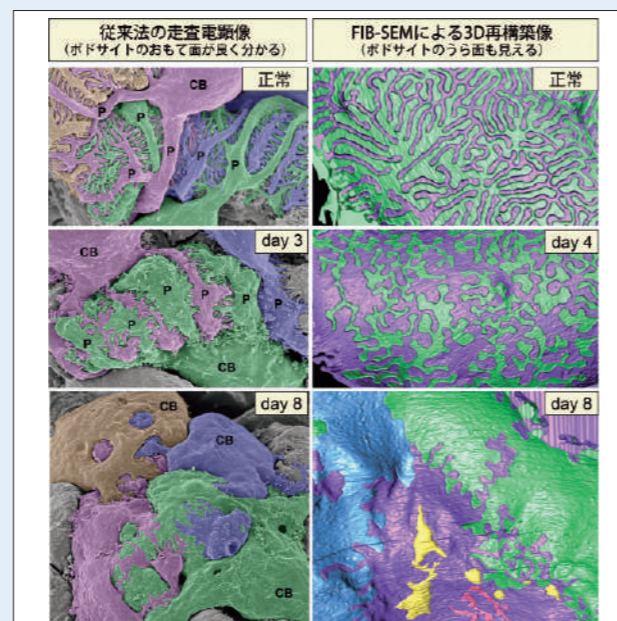 従来法の走査電顕像
(ポドサイトのおもて面が良く分かる)
FIB-SEMによる3D再構築像
(ポドサイトのうら面も見える)
正常
CB
P
P
P
P
P
P
正常
day 3
CB
P
P
P
P
P
CB
day 4
day 8
CB
CB
CB
day 8